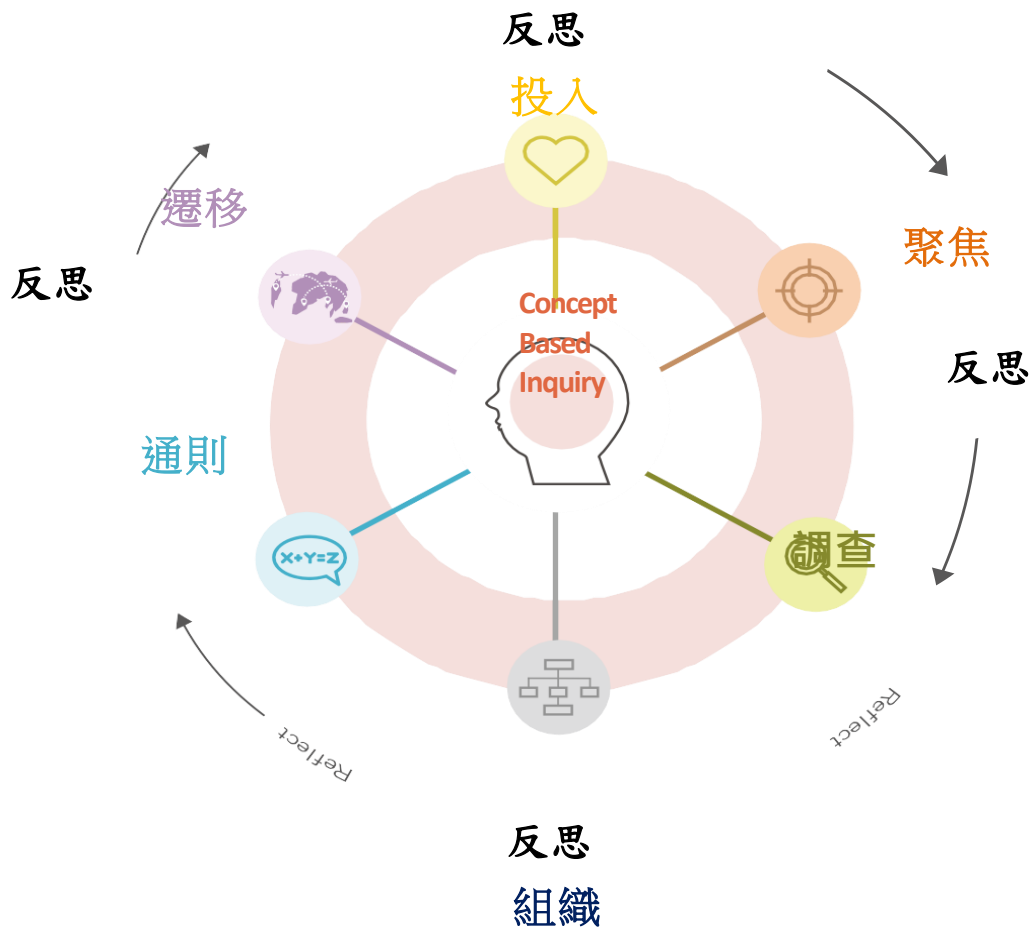 反思
投入
遷移
聚焦
反思
Concept
Based
Inquiry
反思
通則
X+Y=Z
調查
Reflect
Reflect
反思
組織